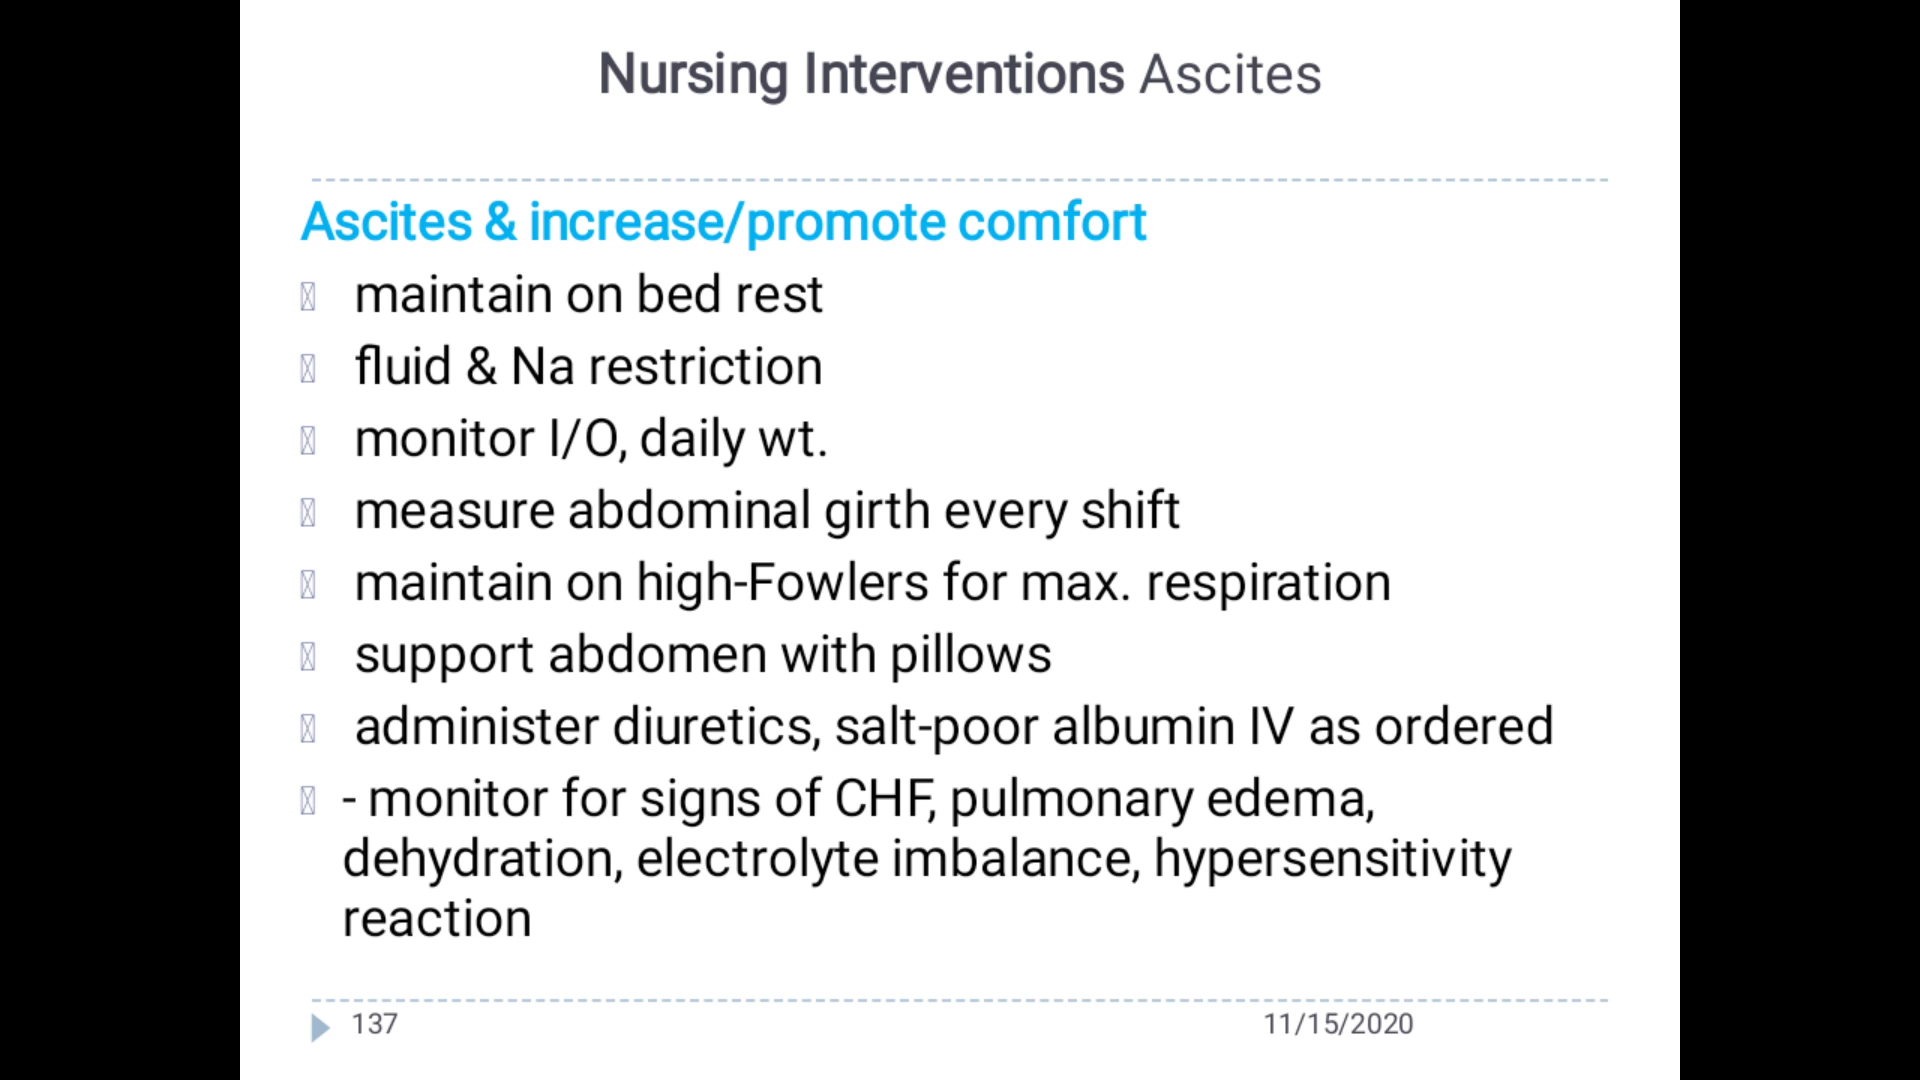 Nursing Interventions Ascites
Ascites & increase/promote comfort
maintain on bed rest
fluid & Na restriction
monitor I/O, daily wt.
measure abdominal girth every shift
maintain on high-Fowlers for max. respiration
support abdomen with pillows
administer diuretics, salt-poor albumin IV as ordered
- monitor for signs of CHF, pulmonary edema,
dehydration, electrolyte imbalance, hypersensitivity
reaction
137
11/15/2020